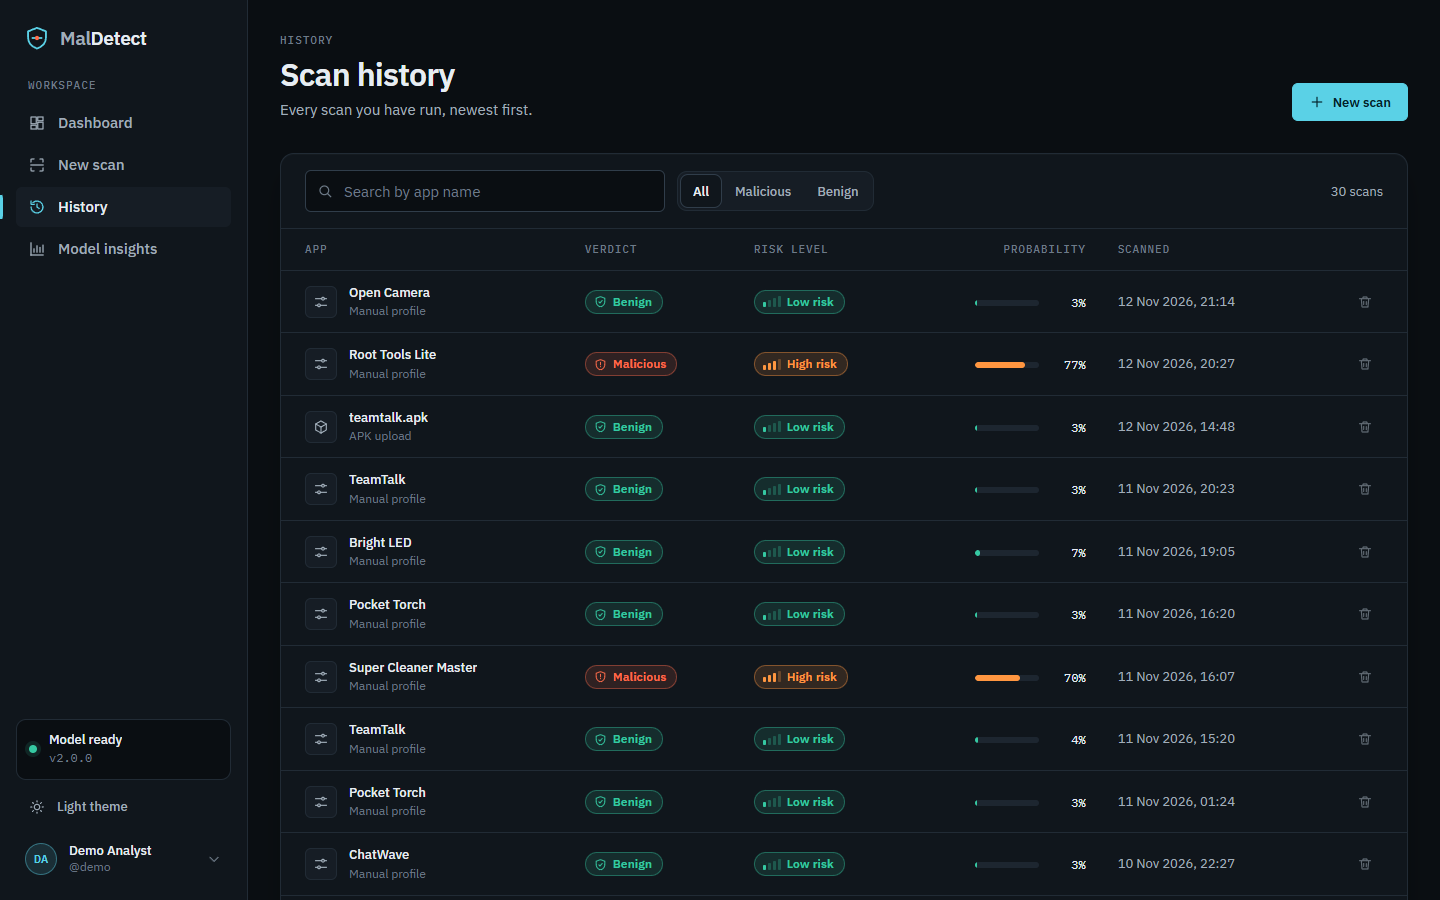 MalDetect
WORKSPACE
Dashboard
New scan
History
Model insights
Model ready
v2.0.0
Light theme
DA
Demo Analyst
@demo
HISTORY
Scan history
Every scan you have run, newest first.
New scan
Search by app name
All Malicious Benign
30 scans
APP VERDICT RISK LEVEL PROBABILITY SCANNED
Open Camera
Manual profile
Benign Low risk 3% 12 Nov 2026, 21:14
Root Tools Lite
Manual profile
Malicious High risk 77% 12 Nov 2026, 20:27
teamtalk.apk
APK upload
Benign Low risk 3% 12 Nov 2026, 14:48
TeamTalk
Manual profile
Benign Low risk 3% 11 Nov 2026, 20:23
Bright LED
Manual profile
Benign Low risk 7% 11 Nov 2026, 19:05
Pocket Torch
Manual profile
Benign Low risk 3% 11 Nov 2026, 16:20
Super Cleaner Master
Manual profile
Malicious High risk 70% 11 Nov 2026, 16:07
TeamTalk
Manual profile
Benign Low risk 4% 11 Nov 2026, 15:20
Pocket Torch
Manual profile
Benign Low risk 3% 11 Nov 2026, 01:24
ChatWave
Manual profile
Benign Low risk 3% 10 Nov 2026, 22:27